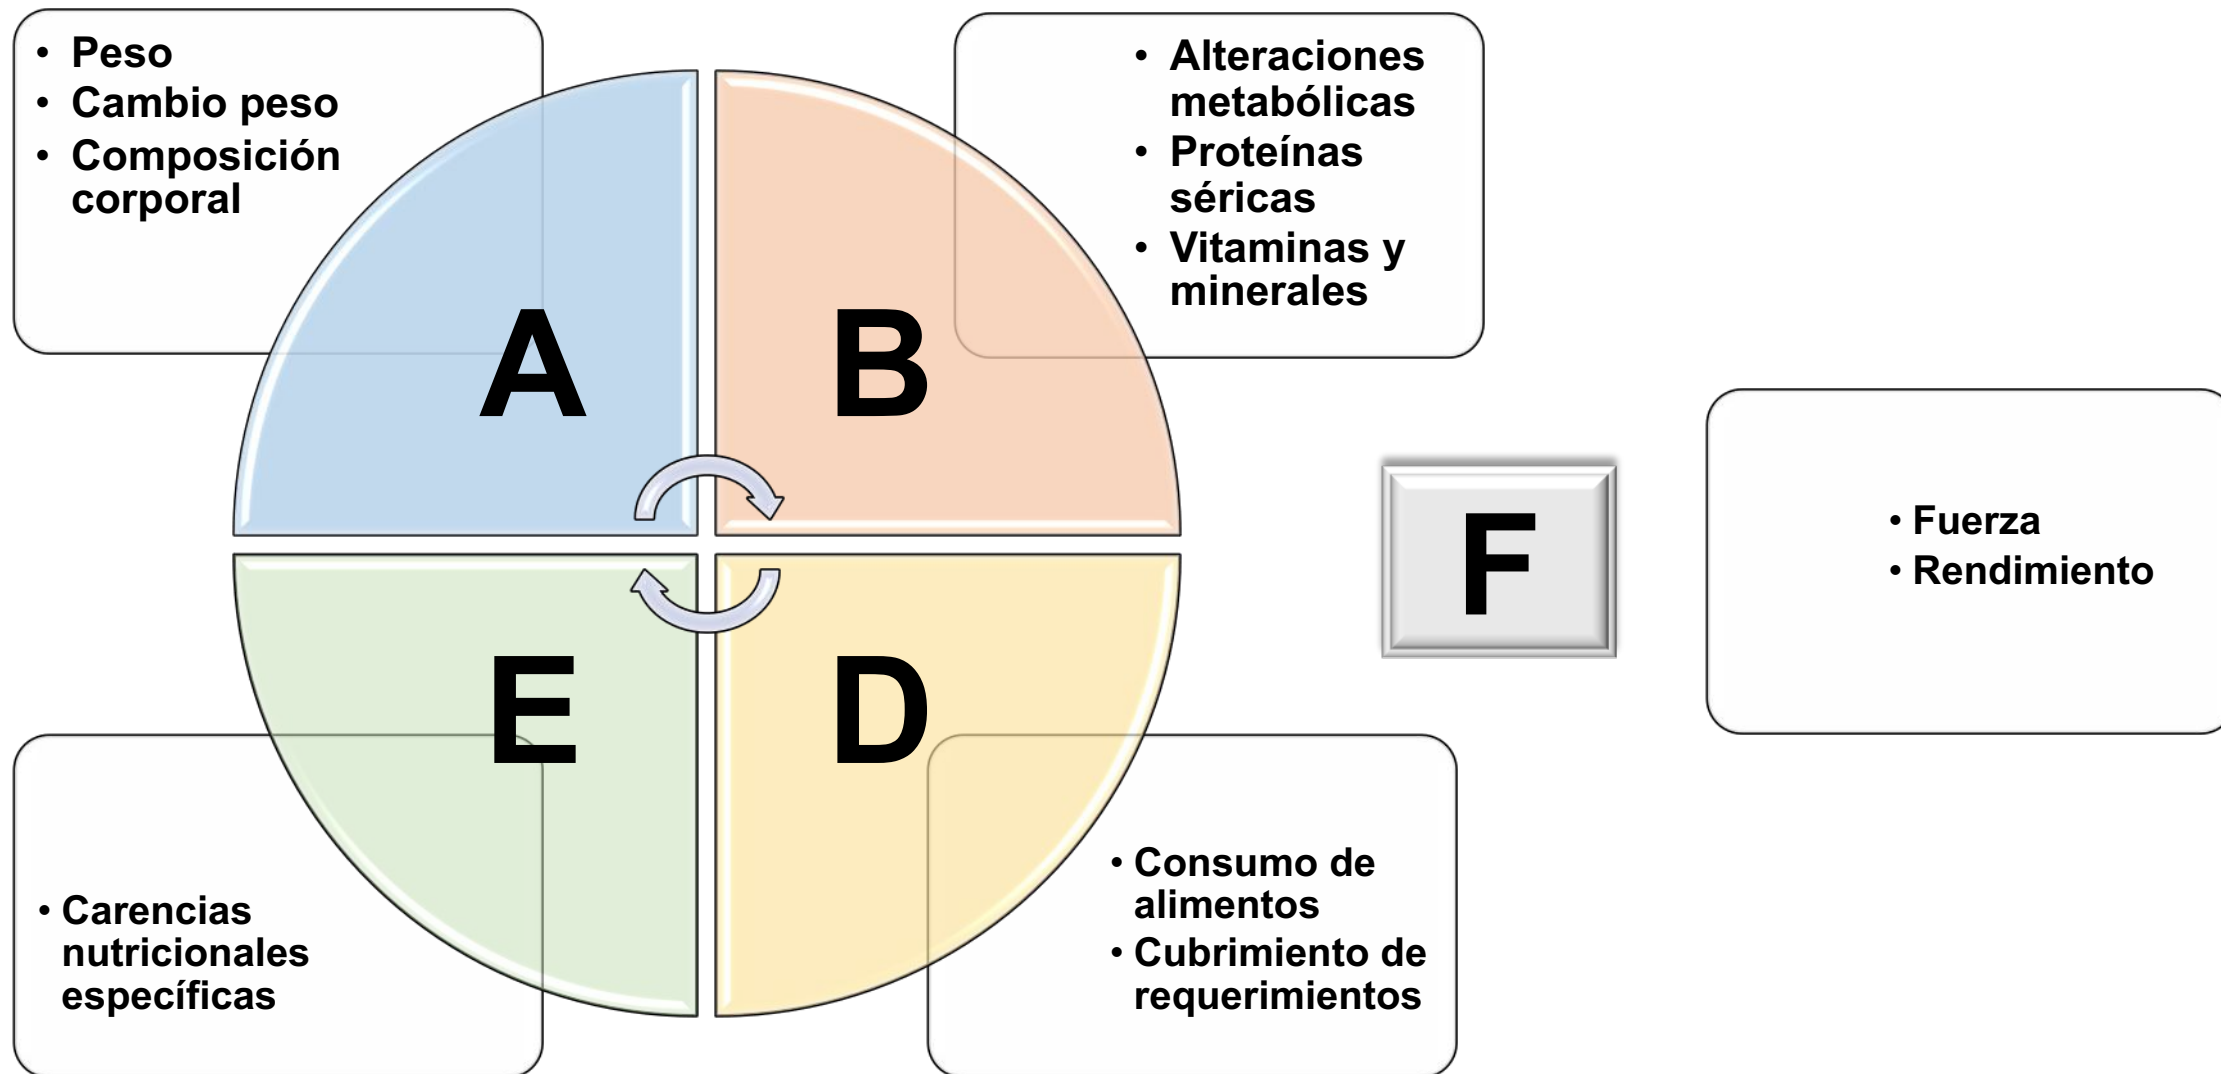 • Peso
• Cambio peso
• Composición
corporal
A
• Alteraciones
metabólicas
• Proteínas
séricas
• Vitaminas y
minerales
B
E
• Carencias
nutricionales
específicas
D
• Consumo de
alimentos
• Cubrimiento de
requerimientos
F
• Fuerza
• Rendimiento